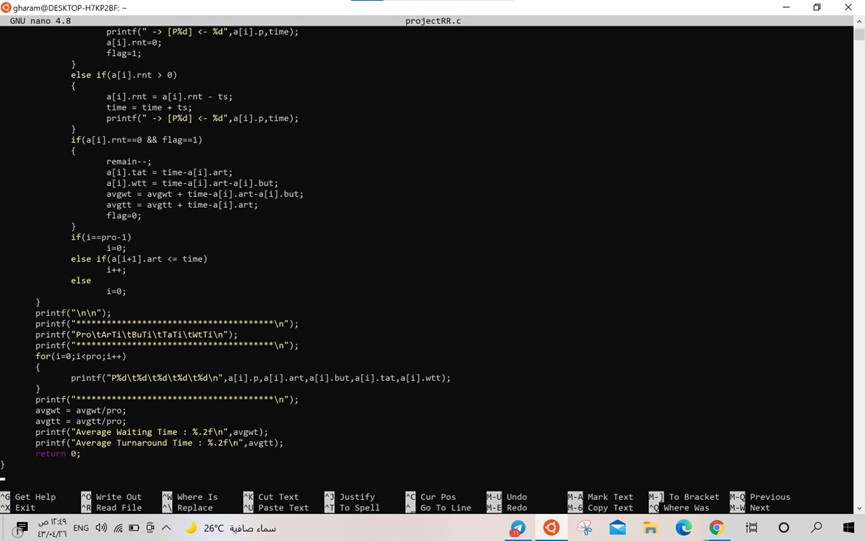 gharam@DESKTOP-H7KP2BF: ~
GNU nano 4.8 projectRR.c
printf(" -> [P%d] <- %d",a[i].p,time);
a[i].rnt=0;
flag=1;
}
else if(a[i].rnt > 0)
{
a[i].rnt = a[i].rnt - ts;
time = time + ts;
printf(" -> [P%d] <- %d",a[i].p,time);
}
if(a[i].rnt==0 && flag==1)
{
remain--;
a[i].tat = time-a[i].art;
a[i].wtt = time-a[i].art-a[i].but;
avgwt = avgwt + time-a[i].art-a[i].but;
avgtt = avgtt + time-a[i].art;
flag=0;
}
if(i==pro-1)
i=0;
else if(a[i+1].art <= time)
i++;
else
i=0;
}
printf("\n\n");
printf("***************************************\n");
printf("Pro\tArTi\tBuTi\tTaTi\tWtTi\n");
printf("***************************************\n");
for(i=0;i<pro;i++)
{
printf("P%d\t%d\t%d\t%d\t%d\n",a[i].p,a[i].art,a[i].but,a[i].tat,a[i].wtt);
}
printf("***************************************\n");
avgwt = avgwt/pro;
avgtt = avgtt/pro;
printf("Average Waiting Time : %.2f\n",avgwt);
printf("Average Turnaround Time : %.2f\n",avgtt);
return 0;
}
^G Get Help ^O Write Out ^W Where Is ^K Cut Text ^J Justify ^C Cur Pos M-U Undo M-A Mark Text M-] To Bracket M-Q Previous
^X Exit ^R Read File ^\ Replace ^U Paste Text ^T To Spell ^_ Go To Line M-E Redo M-6 Copy Text ^Q Where Was ^W Next
١٢:٤٩ ص ENG 26°C سماء صافية
٤٣/٠٤/٢٦